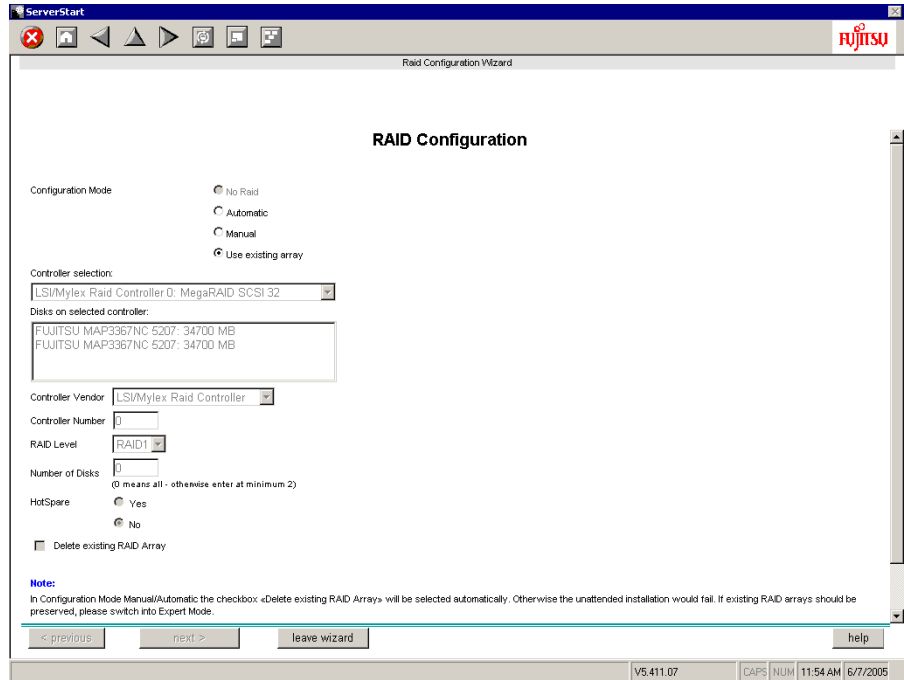 ServerStart
FUJITSU
Raid Configuration Wizard
RAID Configuration
Configuration Mode
No Raid
Automatic
Manual
Use existing array
Controller selection:
LSI/Mylex Raid Controller 0: MegaRAID SCSI 32
Disks on selected controller:
FUJITSU MAP3367NC 5207: 34700 MB
FUJITSU MAP3367NC 5207: 34700 MB
Controller Vendor LSI/Mylex Raid Controller
Controller Number 0
RAID Level RAID1
Number of Disks 0
(0 means all - otherwise enter at minimum 2)
HotSpare Yes
No
Delete existing RAID Array
Note:
In Configuration Mode Manual/Automatic the checkbox «Delete existing RAID Array» will be selected automatically. Otherwise the unattended installation would fail. If existing RAID arrays should be
preserved, please switch into Expert Mode.
< previous next > leave wizard help
V5.411.07 CAPS NUM 11:54 AM 6/7/2005